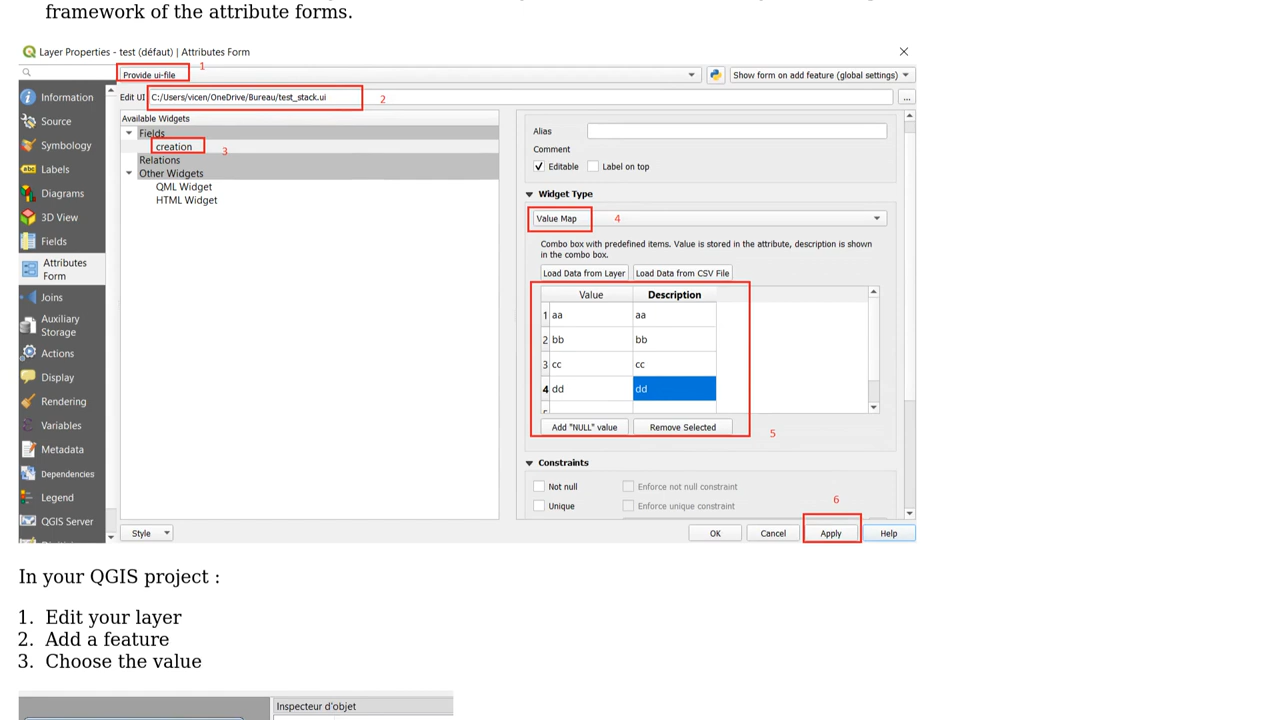 framework of the attribute forms.
Layer Properties - test (défaut) | Attributes Form
1
Provide ui-file
Show form on add feature (global settings)
Edit UI C:/Users/vicen/OneDrive/Bureau/test_stack.ui
2
...
Information
Source
Symbology
Labels
Diagrams
3D View
Fields
Attributes
Form
Joins
Auxiliary
Storage
Actions
Display
Rendering
Variables
Metadata
Dependencies
Legend
QGIS Server
Available Widgets
Fields
creation
3
Relations
Other Widgets
QML Widget
HTML Widget
Alias
Comment
Editable
Label on top
Widget Type
Value Map
4
Combo box with predefined items. Value is stored in the attribute, description is shown
in the combo box.
Load Data from Layer
Load Data from CSV File
Value Description
1 aa aa
2 bb bb
3 cc cc
4 dd dd
Add "NULL" value
Remove Selected
5
Constraints
Not null
Enforce not null constraint
Unique
Enforce unique constraint
6
Style
OK
Cancel
Apply
Help
In your QGIS project :
1. Edit your layer
2. Add a feature
3. Choose the value
Inspecteur d'objet